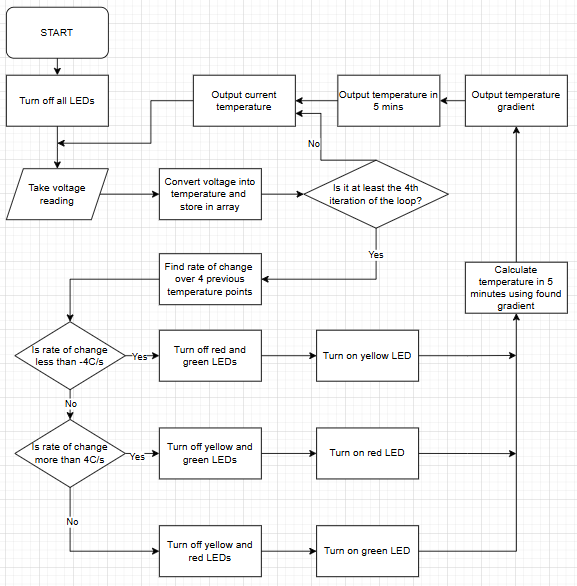 START
Turn off all LEDs
Output current
temperature
Output temperature in
5 mins
Output temperature
gradient
No
Take voltage
reading
Convert voltage into
temperature and
store in array
Is it at least the 4th
iteration of the loop?
Yes
Find rate of change
over 4 previous
temperature points
Calculate
temperature in 5
minutes using found
gradient
Is rate of change
less than -4C/s
Yes
Turn off red and
green LEDs
Turn on yellow LED
No
Is rate of change
more than 4C/s
Yes
Turn off yellow and
green LEDs
Turn on red LED
No
Turn off yellow and
red LEDs
Turn on green LED